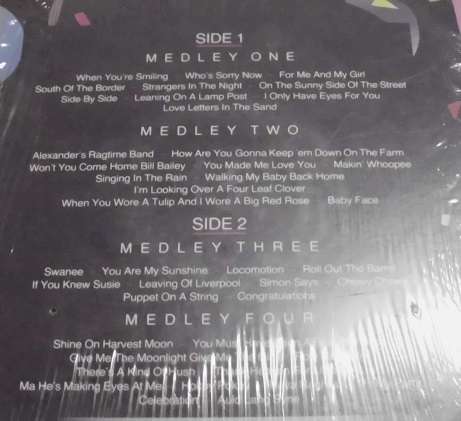 SIDE 1
MEDLEY ONE
When You're Smiling Who's Sorry Now For Me And My Girl
South Of The Border Strangers In The Night On The Sunny Side Of The Street
Side By Side Leaning On A Lamp Post I Only Have Eyes For You
Love Letters In The Sand
MEDLEY TWO
Alexander's Ragtime Band How Are You Gonna Keep 'em Down On The Farm
Won't You Come Home Bill Bailey You Made Me Love You Makin' Whoopee
Singing In The Rain Walking My Baby Back Home
I'm Looking Over A Four Leaf Clover
When You Wore A Tulip And I Wore A Big Red Rose Baby Face
SIDE 2
MEDLEY THREE
Swanee You Are My Sunshine Locomotion Roll Out The Barrel
If You Knew Susie Leaving Of Liverpool Simon Says
Puppet On A String Congratulations
MEDLEY FOUR
Shine On Harvest Moon You Must
Give Me The Moonlight
There's A Kind Of Hush
Ma He's Making Eyes At Me
Celebration Auld Lang Syne